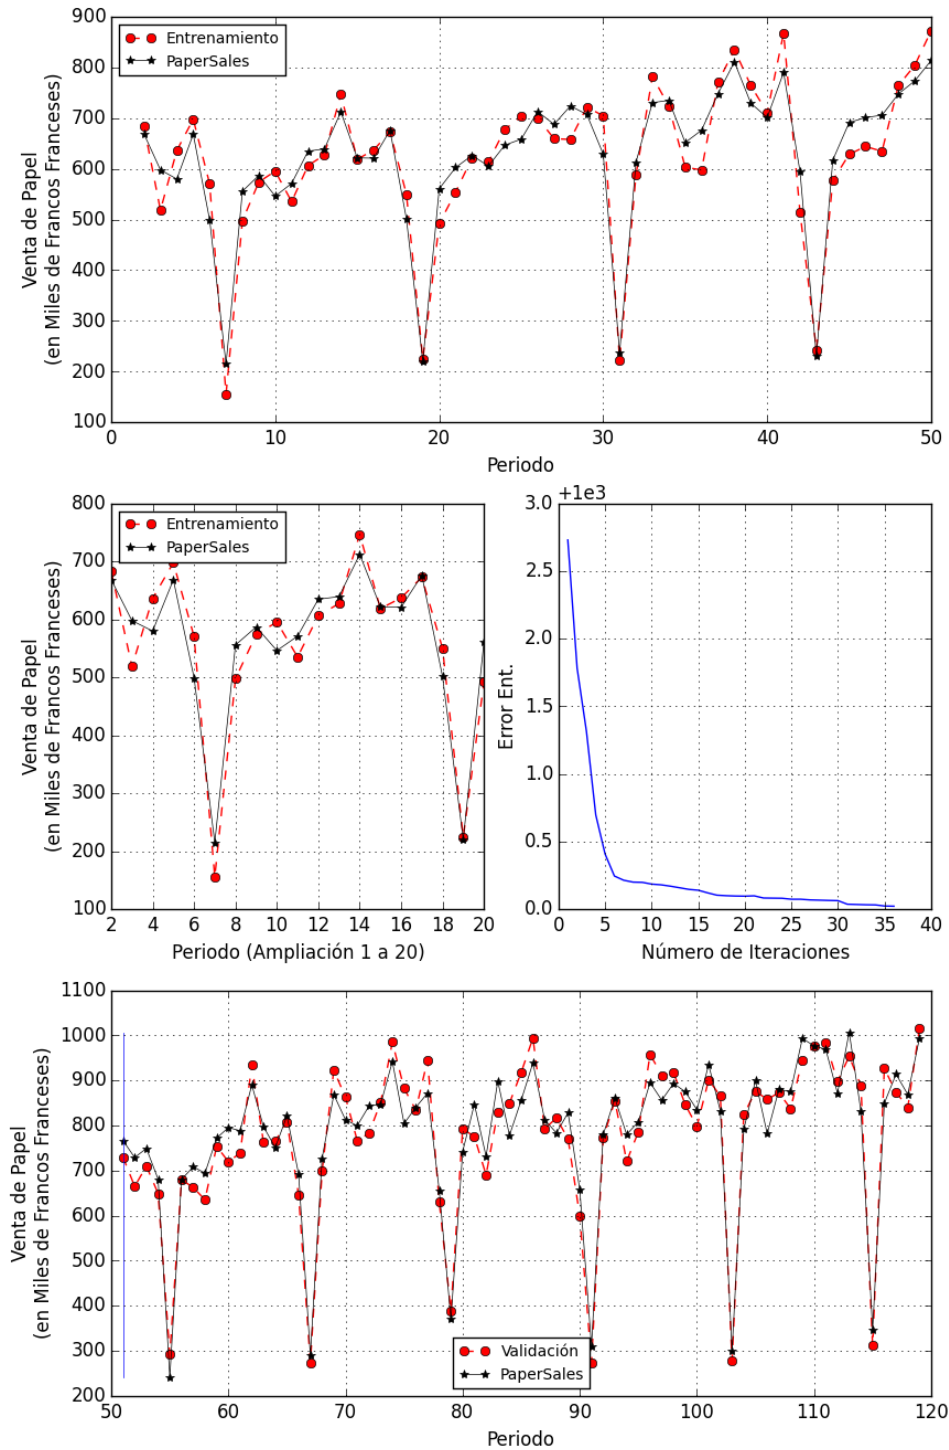 900
800
700
600
500
400
300
200
100
Venta de Papel
(en Miles de Francos Franceses)
Entrenamiento
PaperSales
0 10 20 30 40 50
Periodo
800
700
600
500
400
300
200
100
Venta de Papel
(en Miles de Francos Franceses)
Entrenamiento
PaperSales
2 4 6 8 10 12 14 16 18 20
Periodo (Ampliación 1 a 20)
+1e3
3.0
2.5
2.0
1.5
1.0
0.5
0.0
Error Ent.
0 5 10 15 20 25 30 35 40
Número de Iteraciones
1100
1000
900
800
700
600
500
400
300
200
Venta de Papel
(en Miles de Francos Franceses)
Validación
PaperSales
50 60 70 80 90 100 110 120
Periodo